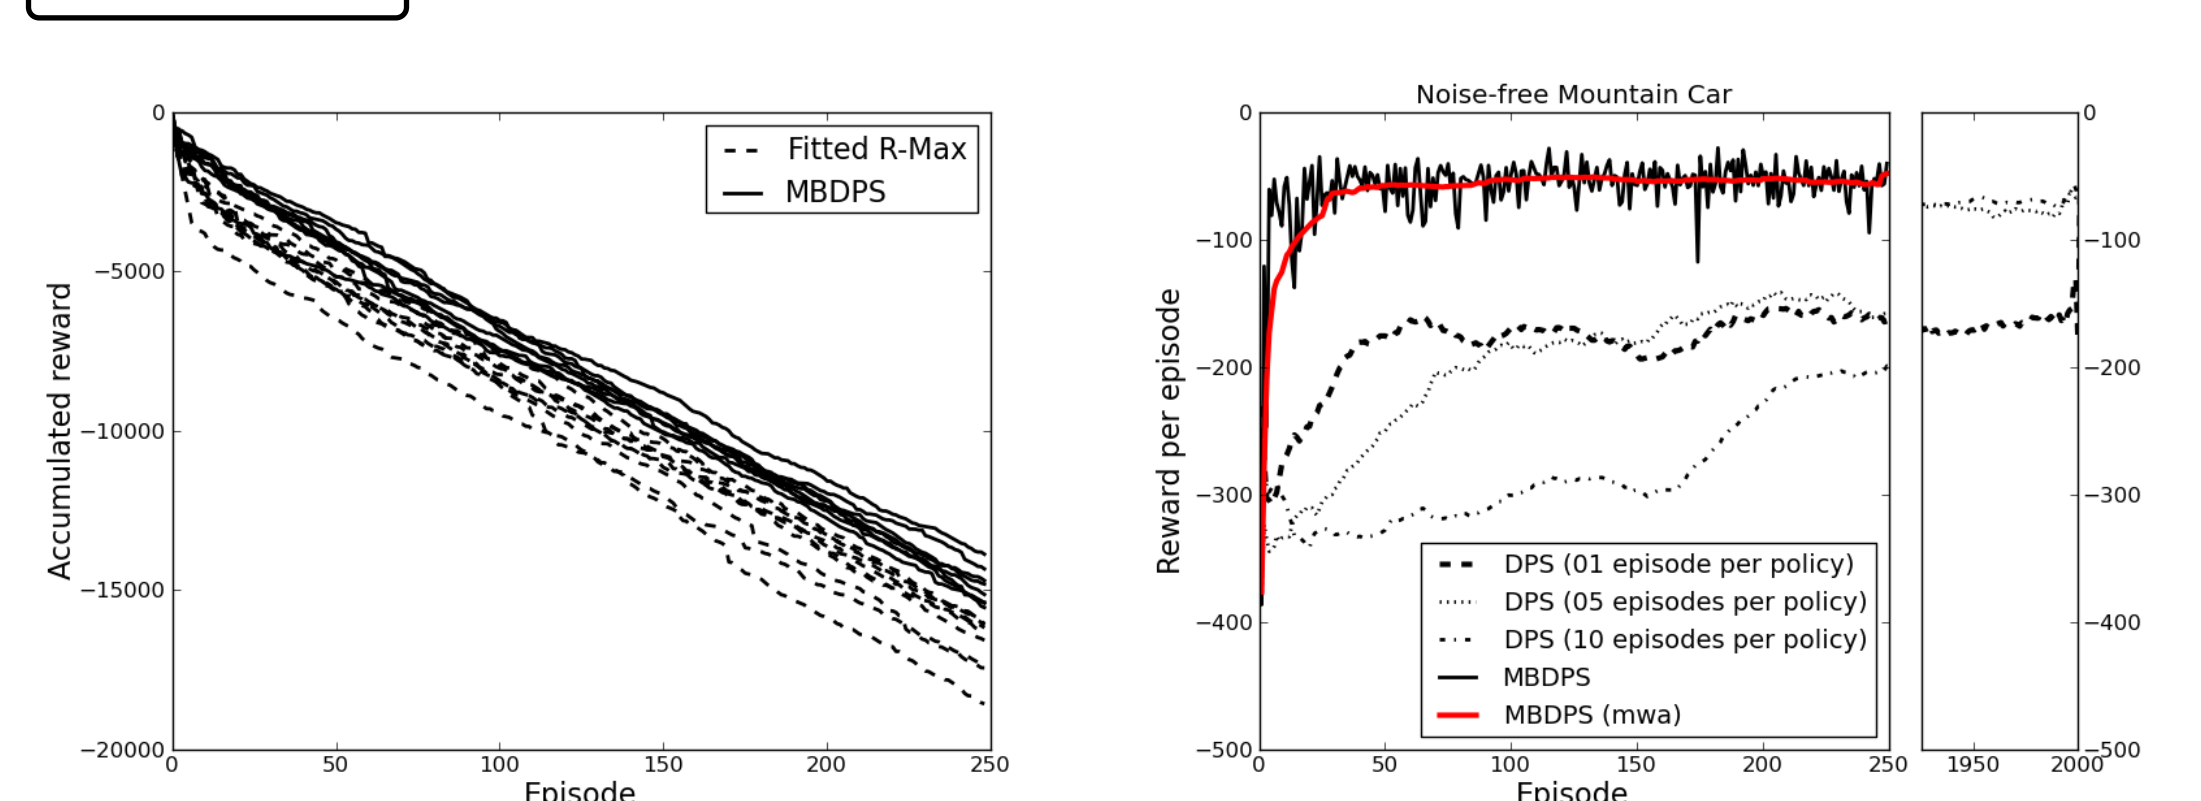 0
−5000
−10000
−15000
−20000
Accumulated reward
Fitted R-Max
MBDPS
0
50
100
150
200
250
Episode
Noise-free Mountain Car
0
−100
−200
−300
−400
−500
Reward per episode
DPS (01 episode per policy)
DPS (05 episodes per policy)
DPS (10 episodes per policy)
MBDPS
MBDPS (mwa)
0
50
100
150
200
250
Episode
0
−100
−200
−300
−400
−500
1950
2000